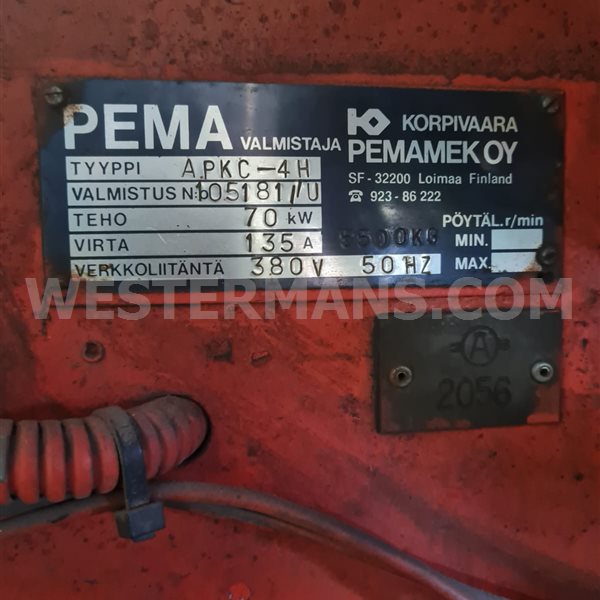 PEMA VALMISTAJA
KORPIVAARA
PEMAMEK OY
SF - 32200 Loimaa Finland
☎ 923 - 86 222
TYYPPI APKC-4H
VALMISTUS N:o 105181/U
TEHO 70 kW
VIRTA 135 A
5500KG
VERKKOLIITÄNTÄ 380V 50HZ
PÖYTÄL.r/min
MIN.
MAX.
WESTERMANS.COM
A
2056